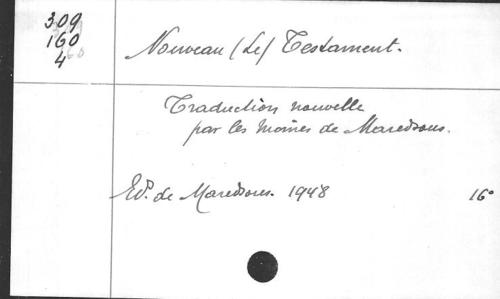 309
160
4
Nouveau (Le) Testament.
Traduction nouvelle
par les Moines de Maredsous.
Ed. de Maredsous. 1948 16°